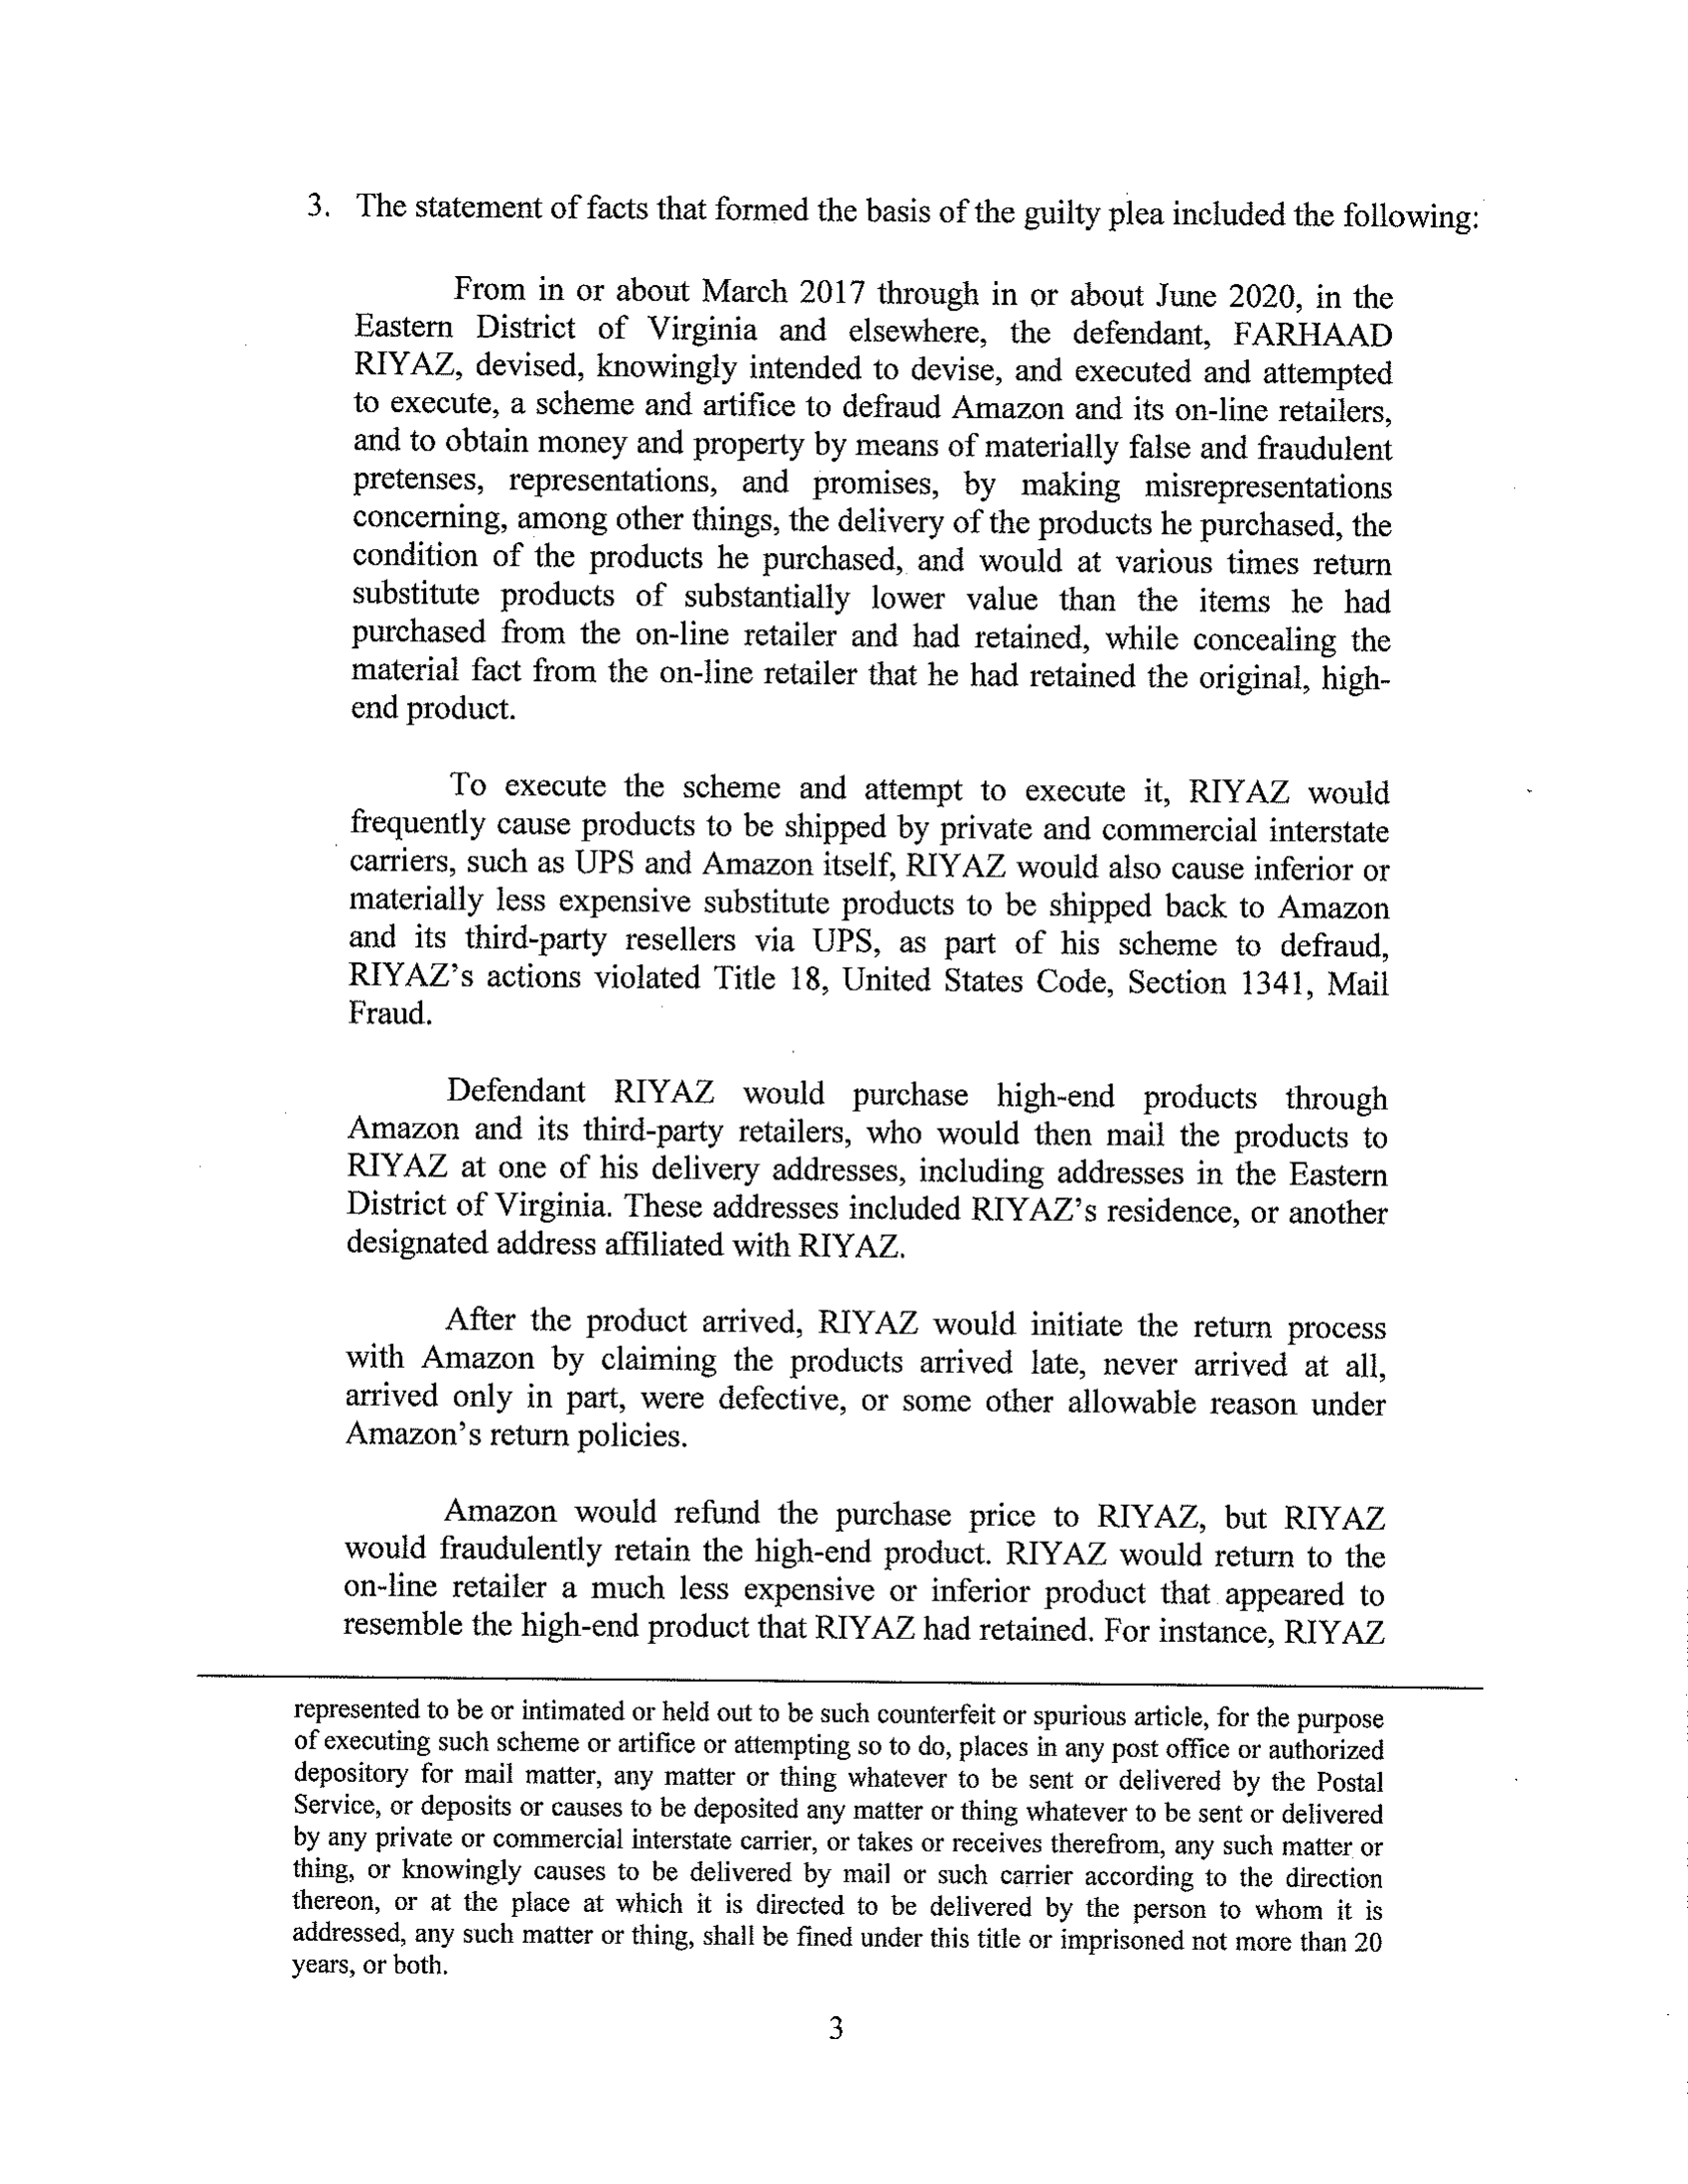 3. The statement of facts that formed the basis of the guilty plea included the following:
From in or about March 2017 through in or about June 2020, in the
Eastern District of Virginia and elsewhere, the defendant, FARHAAD
RIYAZ, devised, knowingly intended to devise, and executed and attempted
to execute, a scheme and artifice to defraud Amazon and its on-line retailers,
and to obtain money and property by means of materially false and fraudulent
pretenses, representations, and promises, by making misrepresentations
concerning, among other things, the delivery of the products he purchased, the
condition of the products he purchased, and would at various times return
substitute products of substantially lower value than the items he had
purchased from the on-line retailer and had retained, while concealing the
material fact from the on-line retailer that he had retained the original, high-
end product.
To execute the scheme and attempt to execute it, RIYAZ would
frequently cause products to be shipped by private and commercial interstate
carriers, such as UPS and Amazon itself, RIYAZ would also cause inferior or
materially less expensive substitute products to be shipped back to Amazon
and its third-party resellers via UPS, as part of his scheme to defraud,
RIYAZ's actions violated Title 18, United States Code, Section 1341, Mail
Fraud.
Defendant RIYAZ would purchase high-end products through
Amazon and its third-party retailers, who would then mail the products to
RIYAZ at one of his delivery addresses, including addresses in the Eastern
District of Virginia. These addresses included RIYAZ's residence, or another
designated address affiliated with RIYAZ.
After the product arrived, RIYAZ would initiate the return process
with Amazon by claiming the products arrived late, never arrived at all,
arrived only in part, were defective, or some other allowable reason under
Amazon's return policies.
Amazon would refund the purchase price to RIYAZ, but RIYAZ
would fraudulently retain the high-end product. RIYAZ would return to the
on-line retailer a much less expensive or inferior product that appeared to
resemble the high-end product that RIYAZ had retained. For instance, RIYAZ
represented to be or intimated or held out to be such counterfeit or spurious article, for the purpose
of executing such scheme or artifice or attempting so to do, places in any post office or authorized
depository for mail matter, any matter or thing whatever to be sent or delivered by the Postal
Service, or deposits or causes to be deposited any matter or thing whatever to be sent or delivered
by any private or commercial interstate carrier, or takes or receives therefrom, any such matter or
thing, or knowingly causes to be delivered by mail or such carrier according to the direction
thereon, or at the place at which it is directed to be delivered by the person to whom it is
addressed, any such matter or thing, shall be fined under this title or imprisoned not more than 20
years, or both.
3